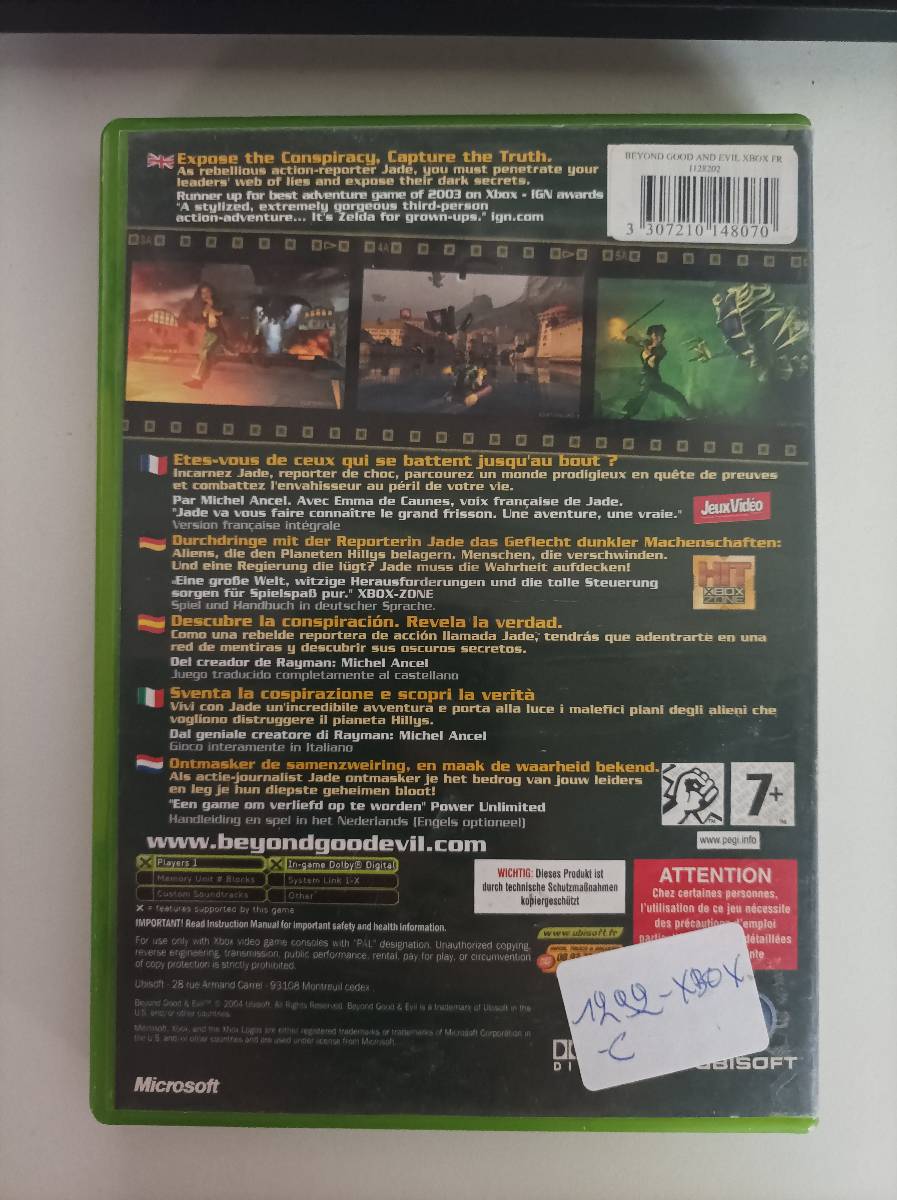 Expose the Conspiracy, Capture the Truth.
As rebellious action-reporter Jade, you must penetrate your
leaders' web of lies and expose their dark secrets.
Runner up for best adventure game of 2003 on Xbox - IGN awards
"A stylized, extremely gorgeous third-person
action-adventure... It's Zelda for grown-ups." ign.com
BEYOND GOOD AND EVIL XBOX FR
1128202
3 307210 148070
3A
4A
5A
Etes-vous de ceux qui se battent jusqu'au bout ?
Incarnez Jade, reporter de choc, parcourez un monde prodigieux en quête de preuves
et combattez l'envahisseur au péril de votre vie.
Par Michel Ancel. Avec Emma de Caunes, voix française de Jade.
"Jade va vous faire connaître le grand frisson. Une aventure, une vraie."
Version française intégrale
JeuxVidéo
Durchdringe mit der Reporterin Jade das Geflecht dunkler Machenschaften:
Aliens, die den Planeten Hillys belagern. Menschen, die verschwinden.
Und eine Regierung die lügt? Jade muss die Wahrheit aufdecken!
"Eine große Welt, witzige Herausforderungen und die tolle Steuerung
sorgen für Spielspaß pur." XBOX-ZONE
Spiel und Handbuch in deutscher Sprache.
HIT
XBOX
ZONE
Descubre la conspiración. Revela la verdad.
Como una rebelde reportera de acción llamada Jade, tendrás que adentrarte en una
red de mentiras y descubrir sus oscuros secretos.
Del creador de Rayman: Michel Ancel
Juego traducido completamente al castellano
Sventa la cospirazione e scopri la verità
Vivi con Jade un'incredibile avventura e porta alla luce i malefici piani degli alieni che
vogliono distruggere il pianeta Hillys.
Dal geniale creatore di Rayman: Michel Ancel
Gioco interamente in Italiano
Ontmasker de samenzweiring, en maak de waarheid bekend.
Als actie-journalist Jade ontmasker je het bedrog van jouw leiders
en leg je hun diepste geheimen bloot!
"Een game om verliefd op te worden" Power Unlimited
Handleiding en spel in het Nederlands (Engels optioneel)
7+
www.pegi.info
www.beyondgoodevil.com
Players 1
In-game Dolby® Digital
Memory Unit # Blocks
System Link 1-X
Custom Soundtracks
Other
X = features supported by this game
WICHTIG: Dieses Produkt ist
durch technische Schutzmaßnahmen
kopiergeschützt
ATTENTION
Chez certaines personnes,
l'utilisation de ce jeu nécessite
des précautions d'emploi
détaillées
IMPORTANT! Read Instruction Manual for important safety and health information.
For use only with Xbox video game consoles with "PAL" designation. Unauthorized copying,
reverse engineering, transmission, public performance, rental, pay for play, or circumvention
of copy protection is strictly prohibited.
www.ubisoft.fr
Ubisoft - 28 rue Armand Carrel - 93108 Montreuil cedex
Beyond Good & Evil™ © 2004 Ubisoft. All Rights Reserved. Beyond Good & Evil is a trademark of Ubisoft in the
U.S. and/or other countries.
Microsoft, Xbox, and the Xbox Logos are either registered trademarks or trademarks of Microsoft Corporation in
the U.S. and/or other countries and are used under license from Microsoft.
1292-XBOX
-C
UBISOFT
Microsoft